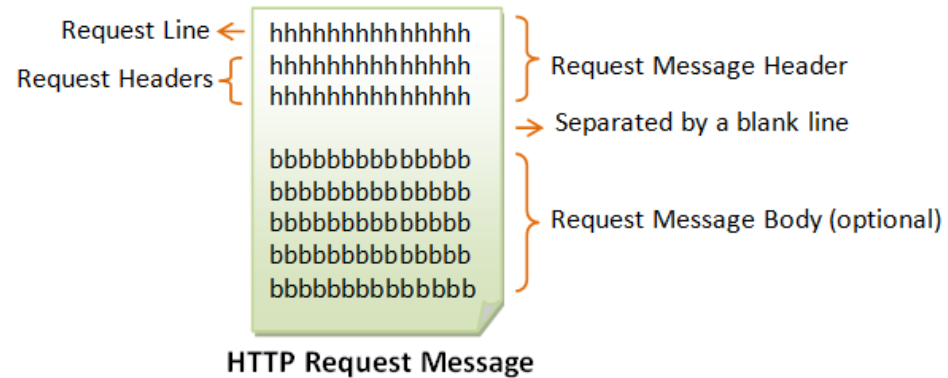 Request Line
hhhhhhhhhhhhhh
Request Headers
hhhhhhhhhhhhhh
hhhhhhhhhhhhhh
Request Message Header
Separated by a blank line
bbbbbbbbbbbbbb
bbbbbbbbbbbbbb
bbbbbbbbbbbbbb
bbbbbbbbbbbbbb
bbbbbbbbbbbbbb
Request Message Body (optional)
HTTP Request Message